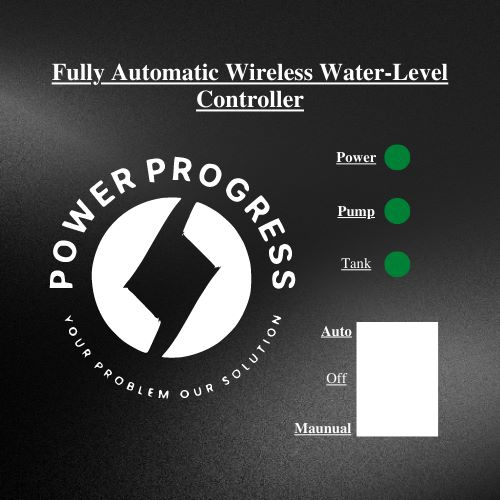 Fully Automatic Wireless Water-Level
Controller
POWER PROGRESS
YOUR PROBLEM OUR SOLUTION
Power
Pump
Tank
Auto
Off
Maunual